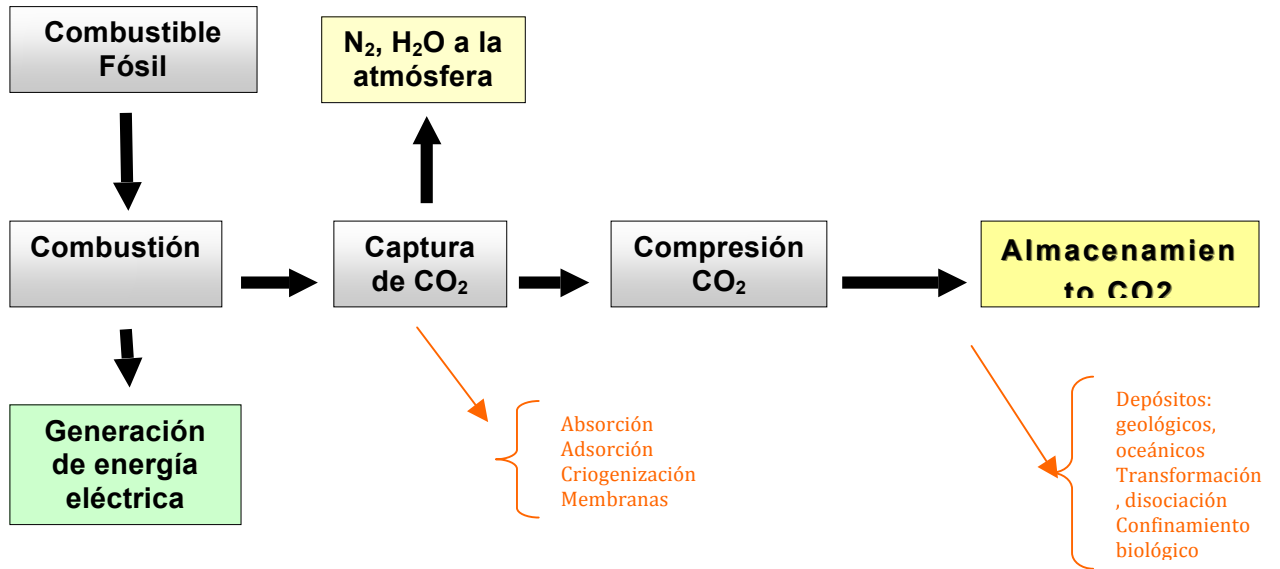 Combustible
Fósil
N₂, H₂O a la
atmósfera
Combustión
Captura
de CO₂
Compresión
CO₂
Almacenamien
to CO2
Generación
de energía
eléctrica
Absorción
Adsorción
Criogenización
Membranas
Depósitos:
geológicos,
oceánicos
Transformación
, disociación
Confinamiento
biológico